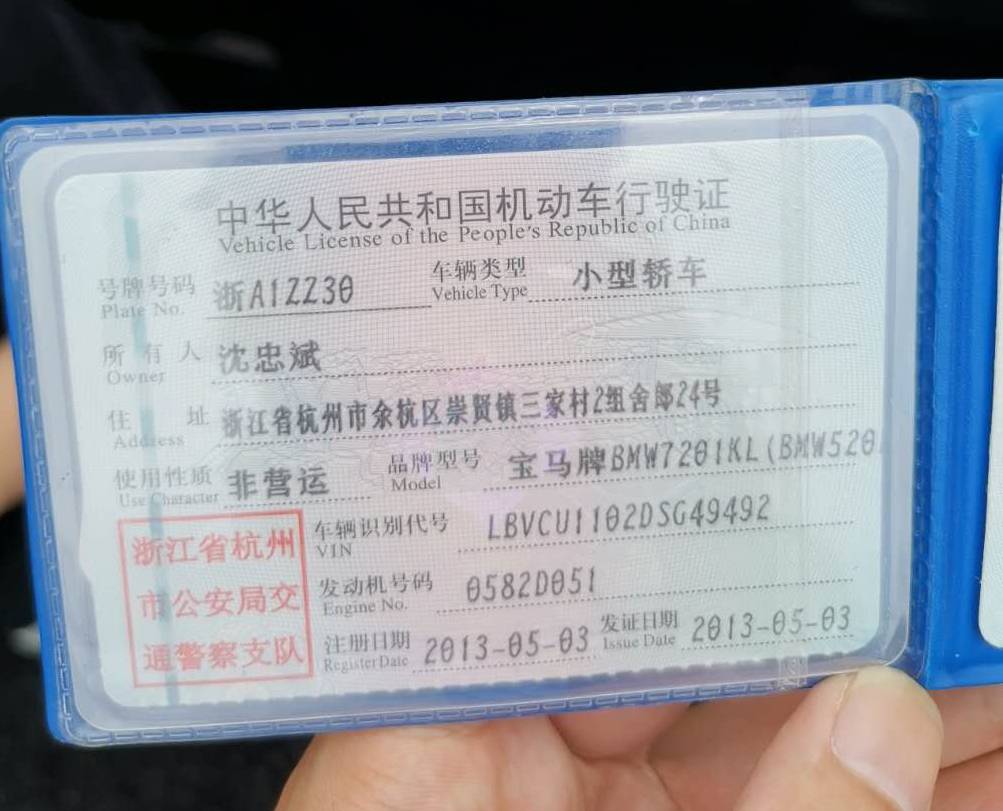 中华人民共和国机动车行驶证
Vehicle License of the People's Republic of China
号牌号码 浙A1ZZ30 车辆类型 小型轿车
Plate No. Vehicle Type
所有人 沈忠斌
Owner
住址 浙江省杭州市余杭区崇贤镇三家村2组舍郎24号
Address
使用性质 非营运 品牌型号 宝马牌BMW7201KL(BMW520
Use Character Model
浙江省杭州
市公安局交
通警察支队
车辆识别代号 LBVCU1102DSG49492
VIN
发动机号码 0582D051
Engine No.
注册日期 2013-05-03 发证日期 2013-05-03
Register Date Issue Date